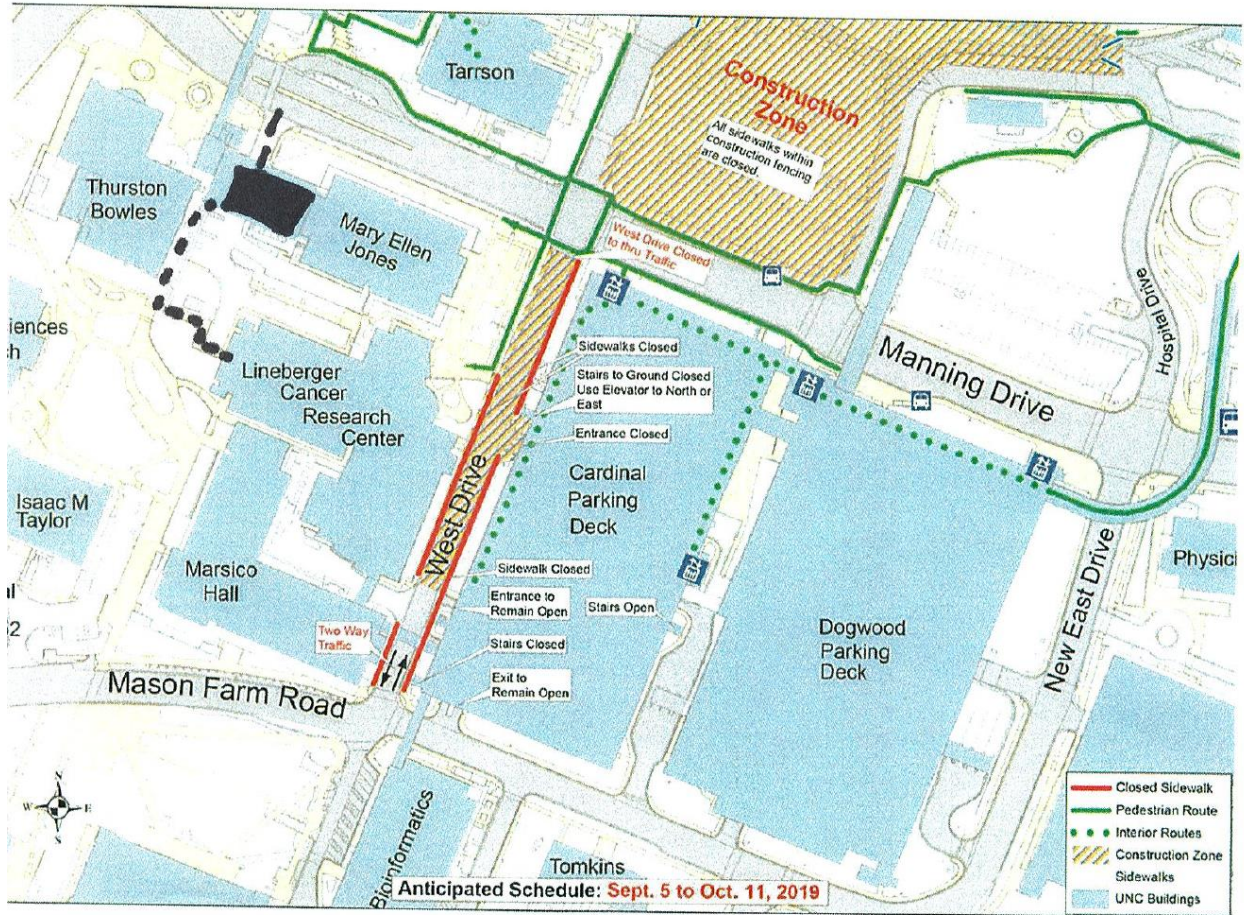 Tarrson
Construction
Zone
All sidewalks within
construction fencing
are closed.
Thurston
Bowles
Mary Ellen
Jones
West Drive Closed
to thru Traffic
Hospital Drive
iences
ch
Lineberger
Cancer
Research
Center
Sidewalks Closed
Stairs to Ground Closed
Use Elevator to North or
East
Entrance Closed
Manning Drive
Cardinal
Parking
Deck
West Drive
Isaac M
Taylor
Marsico
Hall
Sidewalk Closed
Entrance to
Remain Open
Stairs Open
Physic
al
2
Two Way
Traffic
Stairs Closed
Exit to
Remain Open
Dogwood
Parking
Deck
New East Drive
Mason Farm Road
N
W E
S
Bioinformatics
Tomkins
Anticipated Schedule: Sept. 5 to Oct. 11, 2019
Closed Sidewalk
Pedestrian Route
Interior Routes
Construction Zone
Sidewalks
UNC Buildings